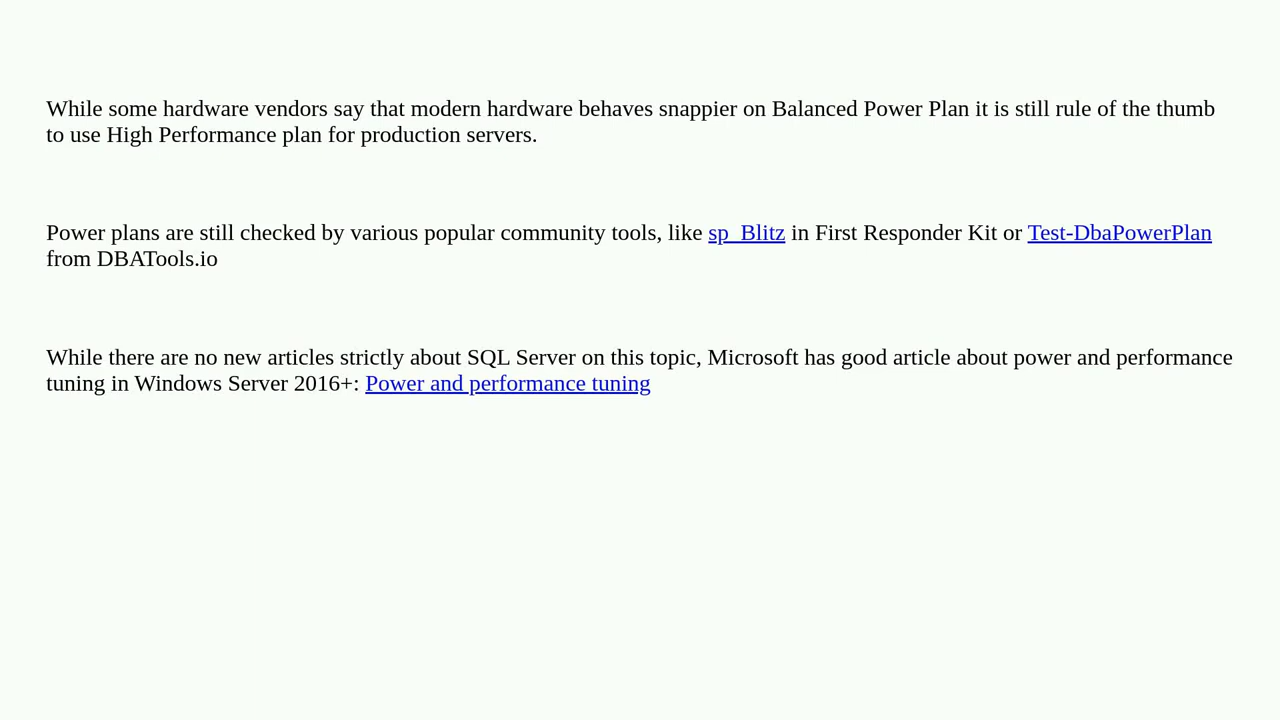 While some hardware vendors say that modern hardware behaves snappier on Balanced Power Plan it is still rule of the thumb
to use High Performance plan for production servers.
Power plans are still checked by various popular community tools, like sp_Blitz in First Responder Kit or Test-DbaPowerPlan
from DBATools.io
While there are no new articles strictly about SQL Server on this topic, Microsoft has good article about power and performance
tuning in Windows Server 2016+: Power and performance tuning